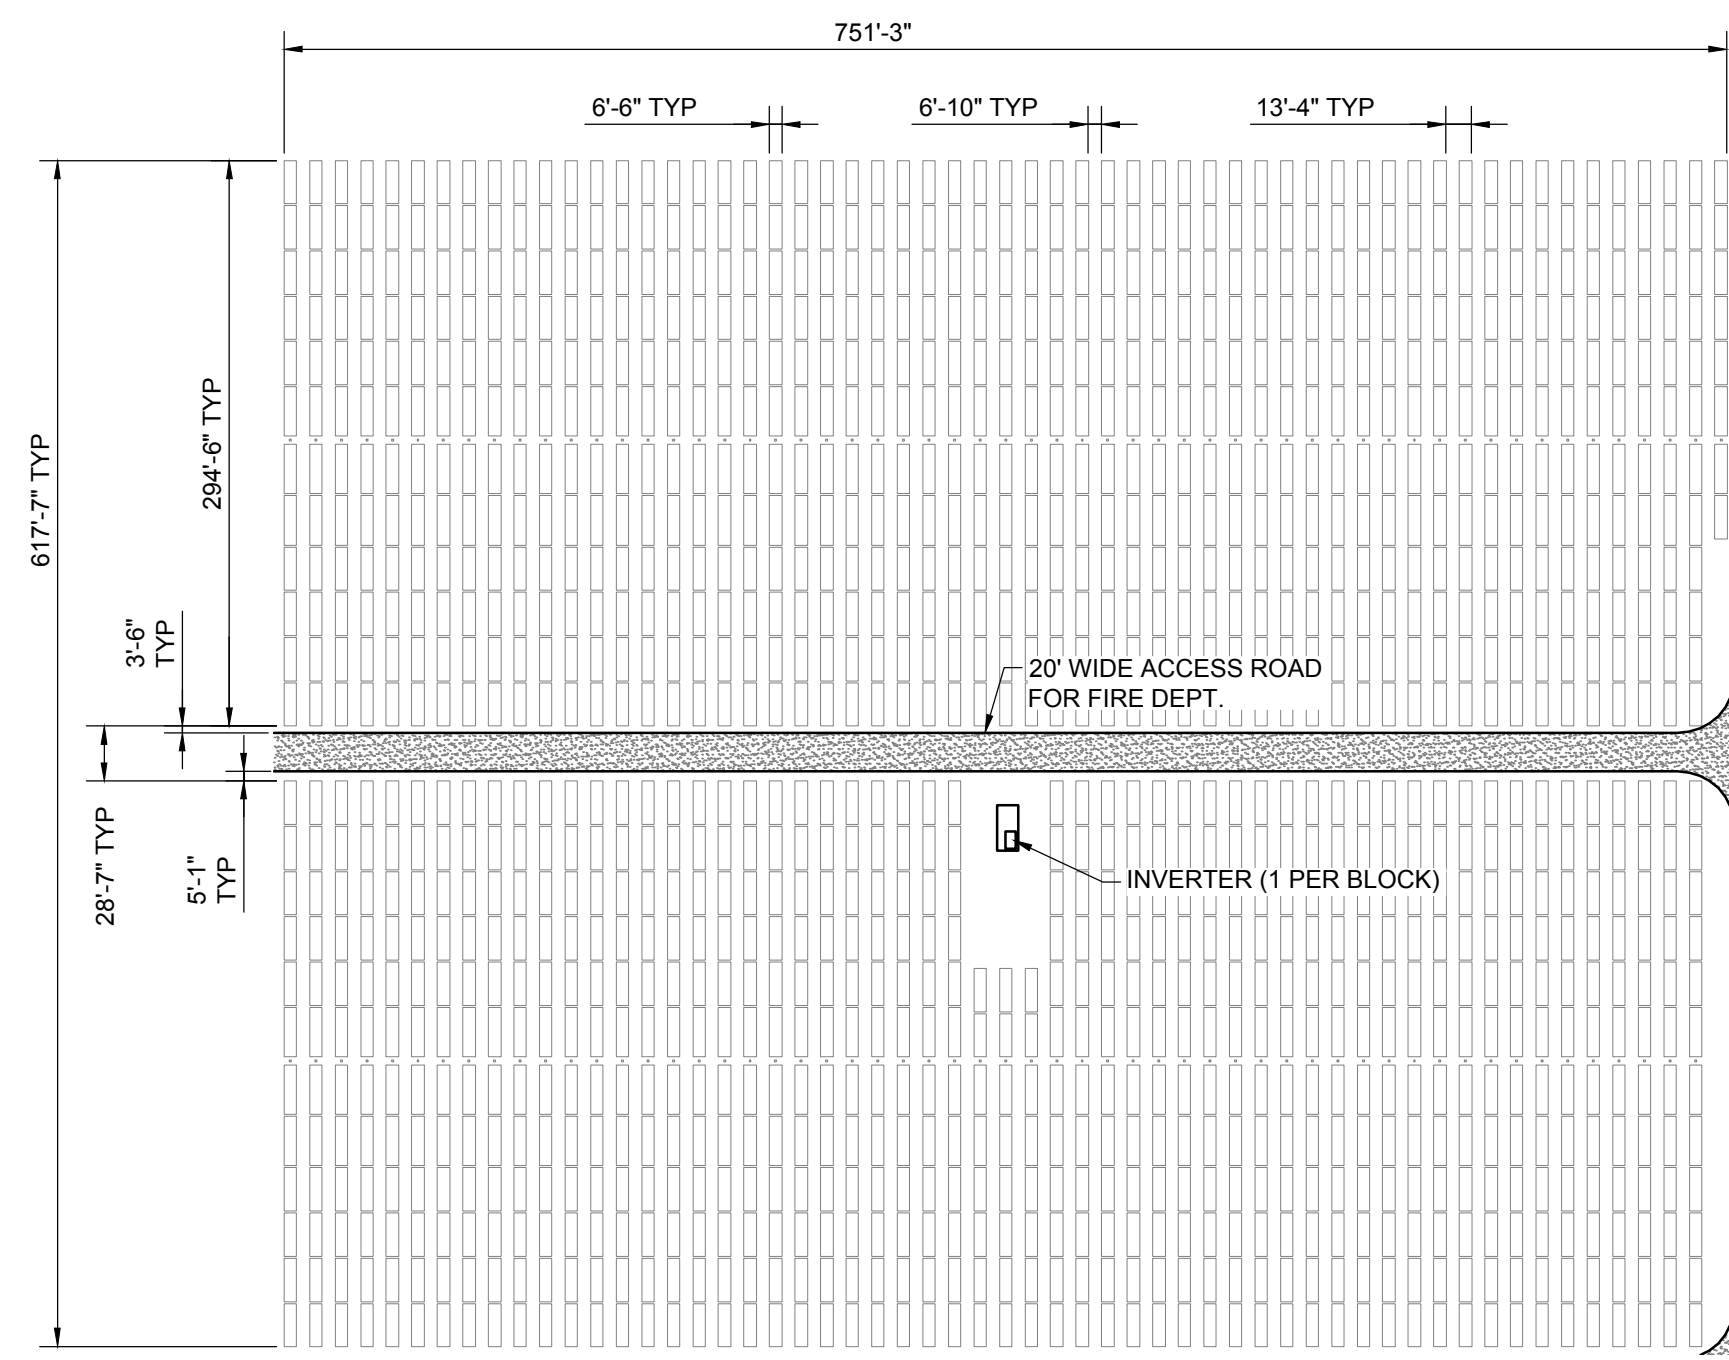 751'-3"
6'-6" TYP
6'-10" TYP
13'-4" TYP
617'-7" TYP
294'-6" TYP
3'-6"
TYP
20' WIDE ACCESS ROAD
FOR FIRE DEPT.
28'-7" TYP
5'-1"
TYP
INVERTER (1 PER BLOCK)